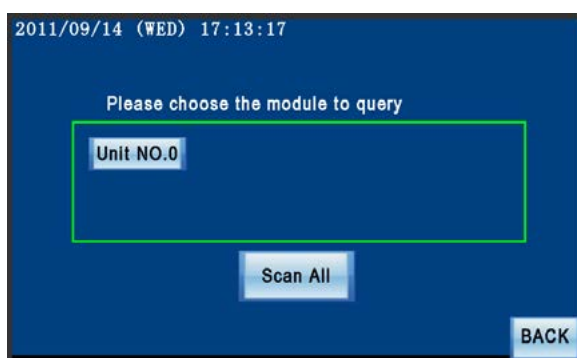 2011/09/14 (WED) 17:13:17
Please choose the module to query
Unit NO.0
Scan All
BACK